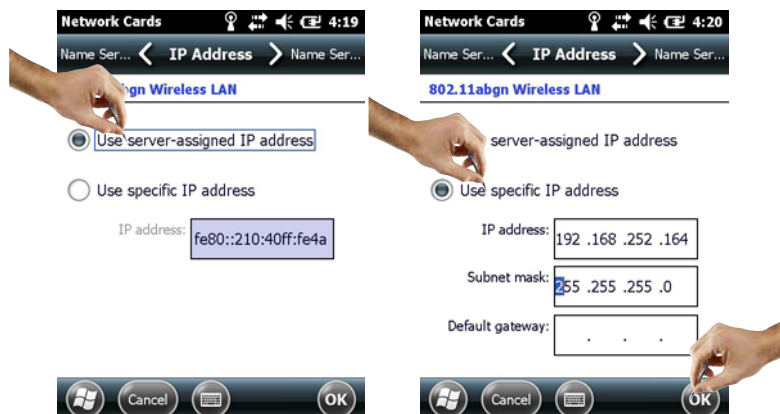 Network Cards 4:19
Name Ser... IP Address Name Ser...
gn Wireless LAN
Use server-assigned IP address
Use specific IP address
IP address: fe80::210:40ff:fe4a
Cancel OK
Network Cards 4:20
Name Ser... IP Address Name Ser...
802.11abgn Wireless LAN
server-assigned IP address
Use specific IP address
IP address: 192 .168 .252 .164
Subnet mask: 255 .255 .255 .0
Default gateway: . . .
Cancel OK